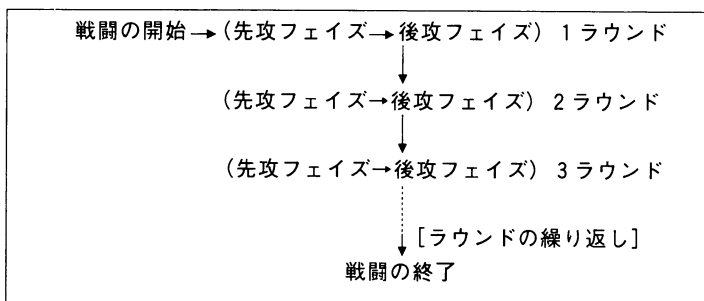 戦闘の開始→(先攻フェイズ→後攻フェイズ) 1ラウンド
(先攻フェイズ→後攻フェイズ) 2ラウンド
(先攻フェイズ→後攻フェイズ) 3ラウンド
[ラウンドの繰り返し]
戦闘の終了